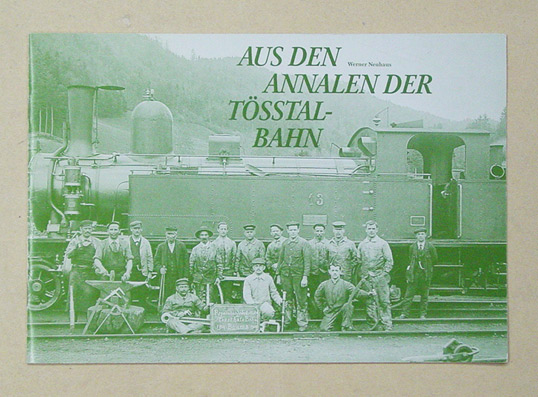 AUS DEN
Werner Neuhaus
ANNALEN DER
TÖSSTAL-
BAHN